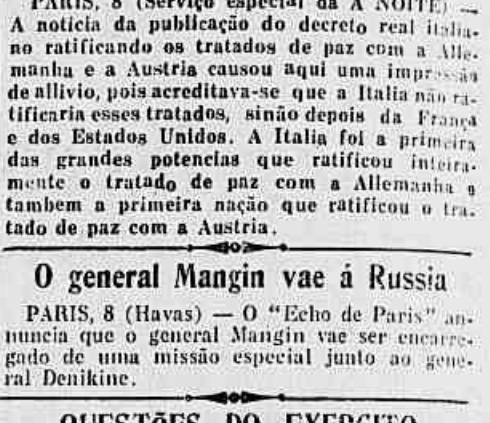 PARIS, 8 (Serviço especial da A NOITE) —
A noticia da publicação do decreto real italia-
no ratificando os tratados de paz com a Alle-
manha e a Austria causou aqui uma impressão
de allivio, pois acreditava-se que a Italia não ra-
tificaria esses tratados, sinão depois da França
e dos Estados Unidos. A Italia foi a primeira
das grandes potencias que ratificou inteira-
mente o tratado de paz com a Allemanha e
tambem a primeira nação que ratificou o tra-
tado de paz com a Austria.
O general Mangin vae á Russia
PARIS, 8 (Havas) — O "Echo de Paris" an-
nuncia que o general Mangin vae ser encarre-
gado de uma missão especial junto ao gene-
ral Denikine.
QUESTÕES DO EXERCITO